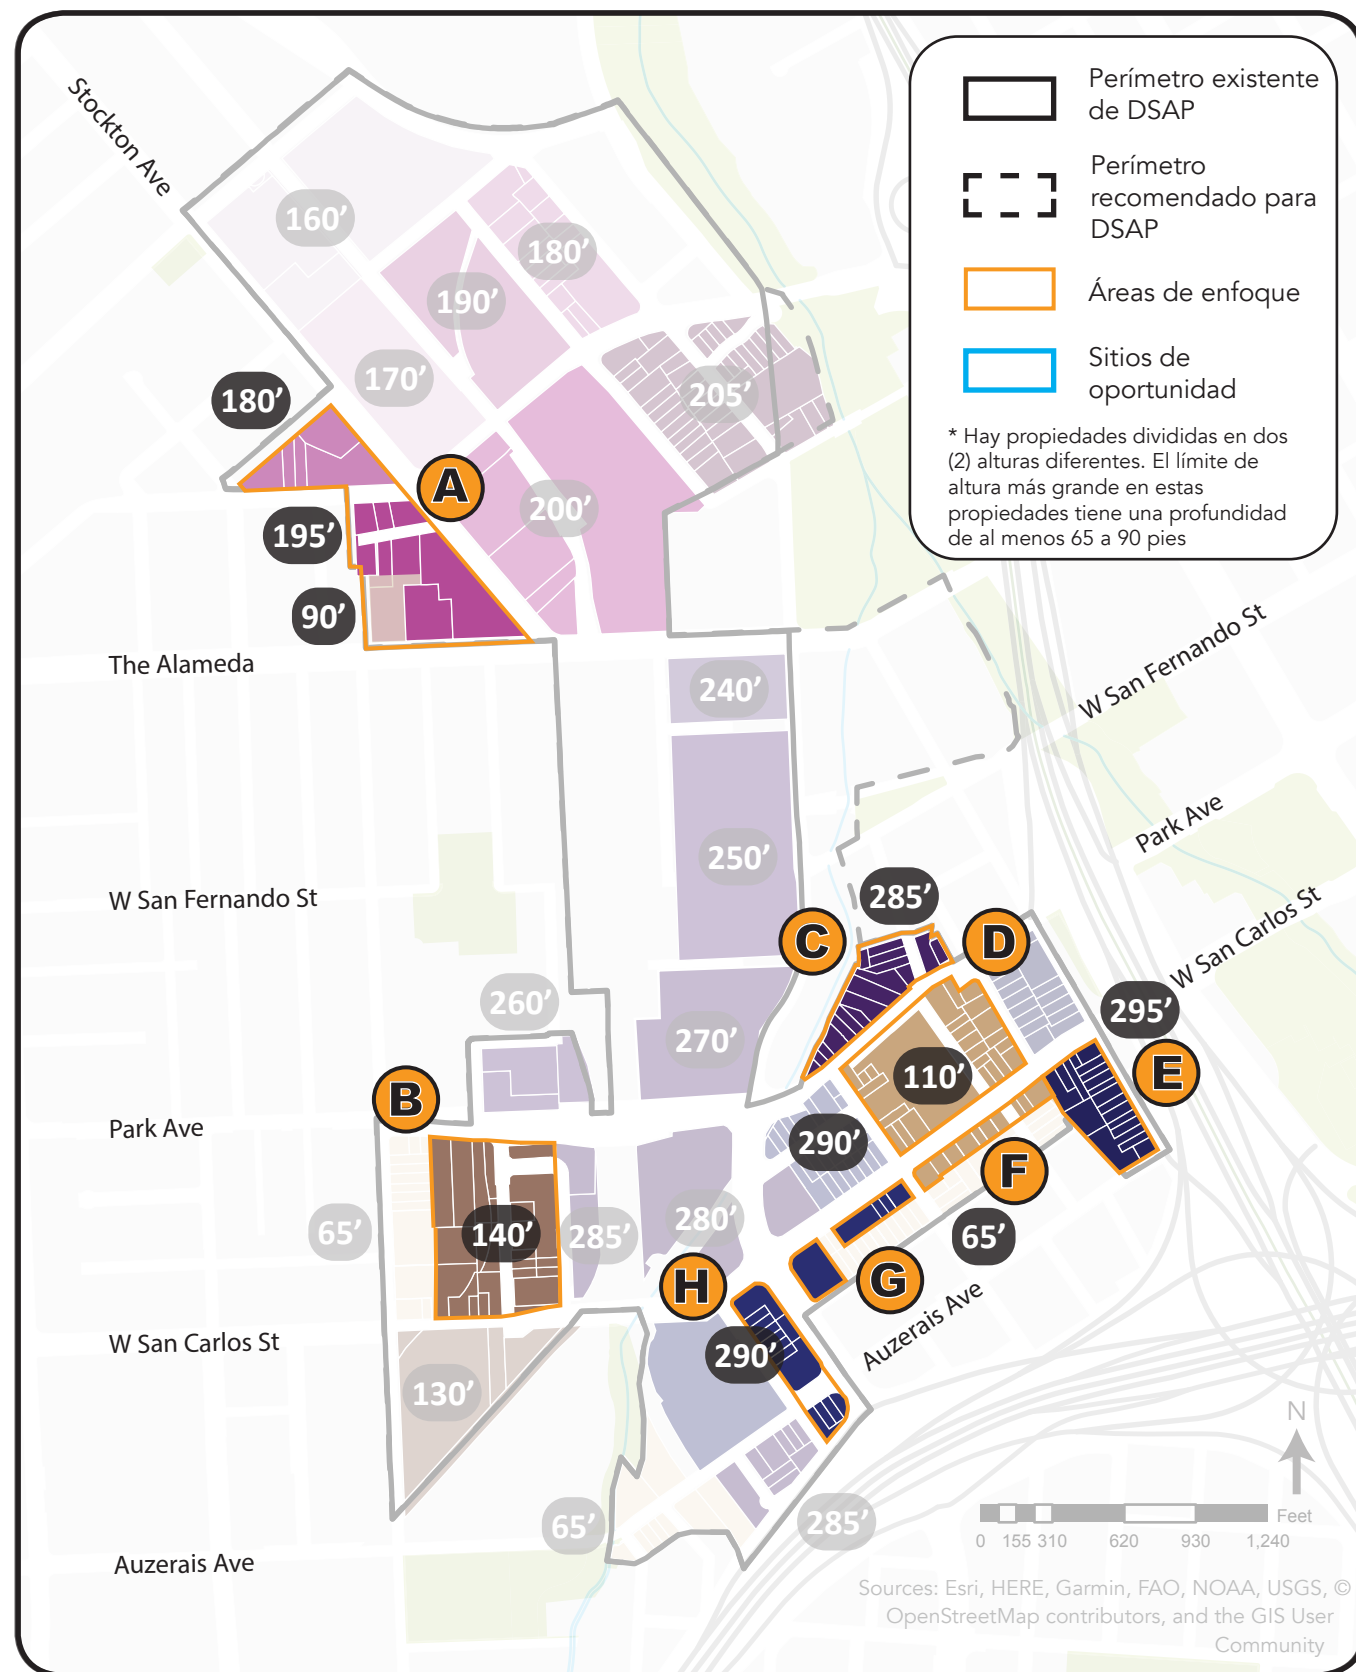 Perímetro existente
de DSAP
Perímetro
recomendado para
DSAP
Áreas de enfoque
Sitios de
oportunidad
* Hay propiedades divididas en dos
(2) alturas diferentes. El límite de
altura más grande en estas
propiedades tiene una profundidad
de al menos 65 a 90 pies
Stockton Ave
160’
180’
190’
170’
205’
180’
A
200’
195’
90’
The Alameda
W San Fernando St
240’
Park Ave
250’
W San Fernando St
285’
C
D
W San Carlos St
260’
295’
270’
E
110’
B
Park Ave
290’
F
65’
140’
285’
280’
65’
G
H
Auzerais Ave
W San Carlos St
290’
130’
N
65’
285’
Feet
0 155 310 620 930 1,240
Auzerais Ave
Sources: Esri, HERE, Garmin, FAO, NOAA, USGS, ©
OpenStreetMap contributors, and the GIS User
Community